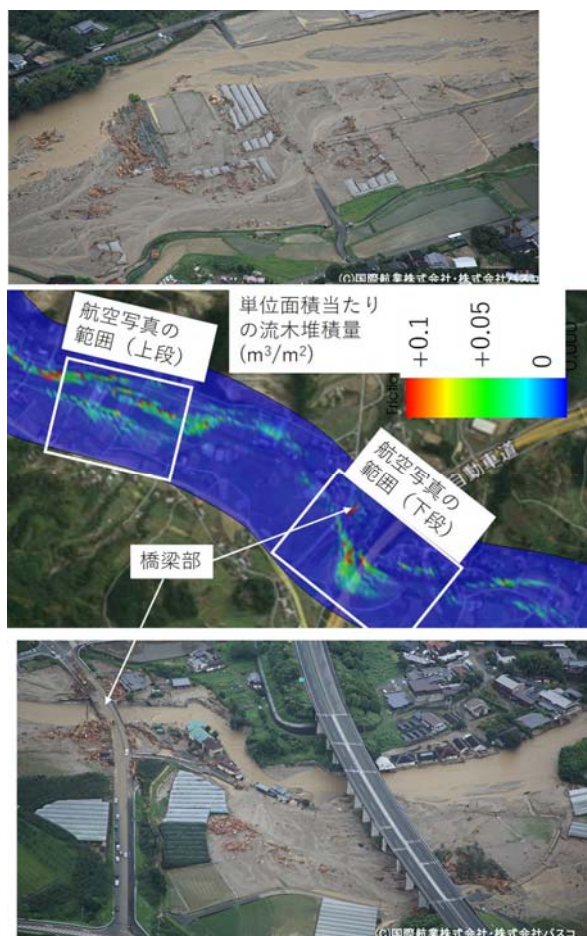 (C)国際航業株式会社・株式会社パスコ
航空写真の
範囲(上段)
単位面積当たり
の流木堆積量
(m³/m²)
+0.1
+0.05
0
0.000
航空写真の
範囲(下段)
自動車道
橋梁部
(C)国際航業株式会社・株式会社パスコ